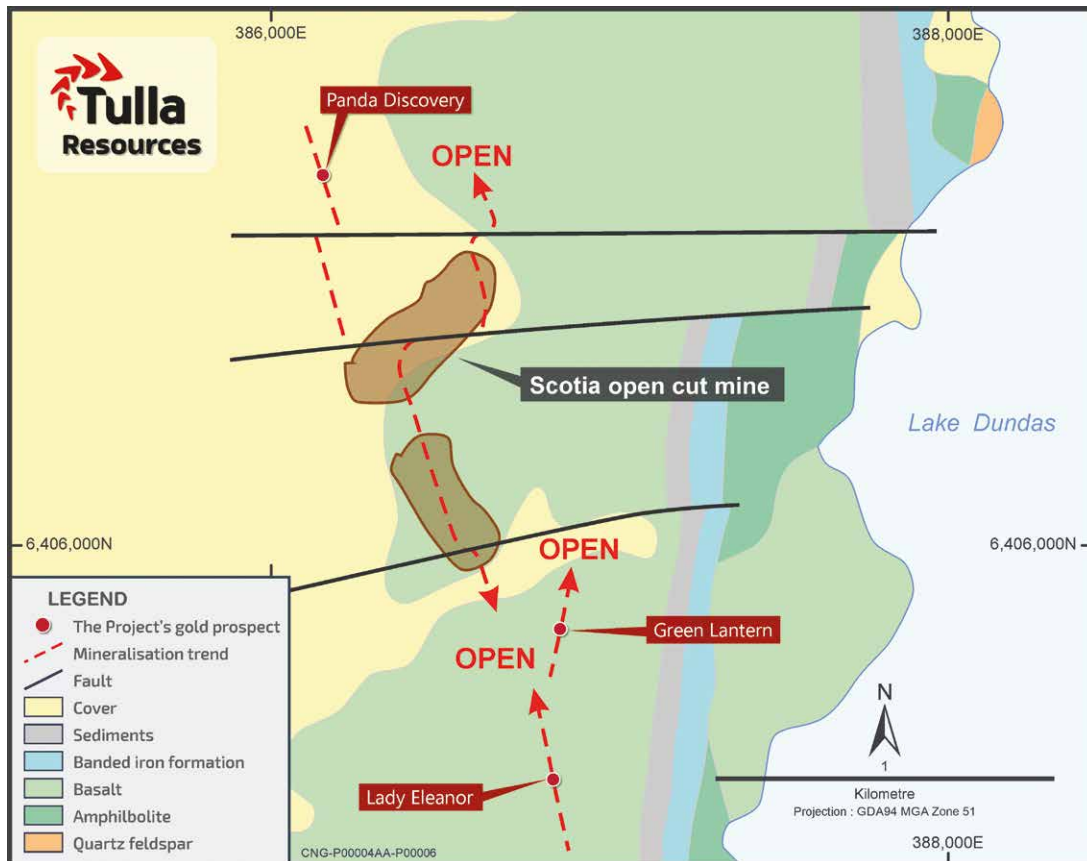 386,000E
388,000E
Tulla
Resources
Panda Discovery
OPEN
Scotia open cut mine
Lake Dundas
6,406,000N
6,406,000N
OPEN
Green Lantern
OPEN
Lady Eleanor
LEGEND
The Project's gold prospect
Mineralisation trend
Fault
Cover
Sediments
Banded iron formation
Basalt
Amphilbolite
Quartz feldspar
CNG-P00004AA-P00006
N
1
Kilometre
Projection : GDA94 MGA Zone 51
388,000E